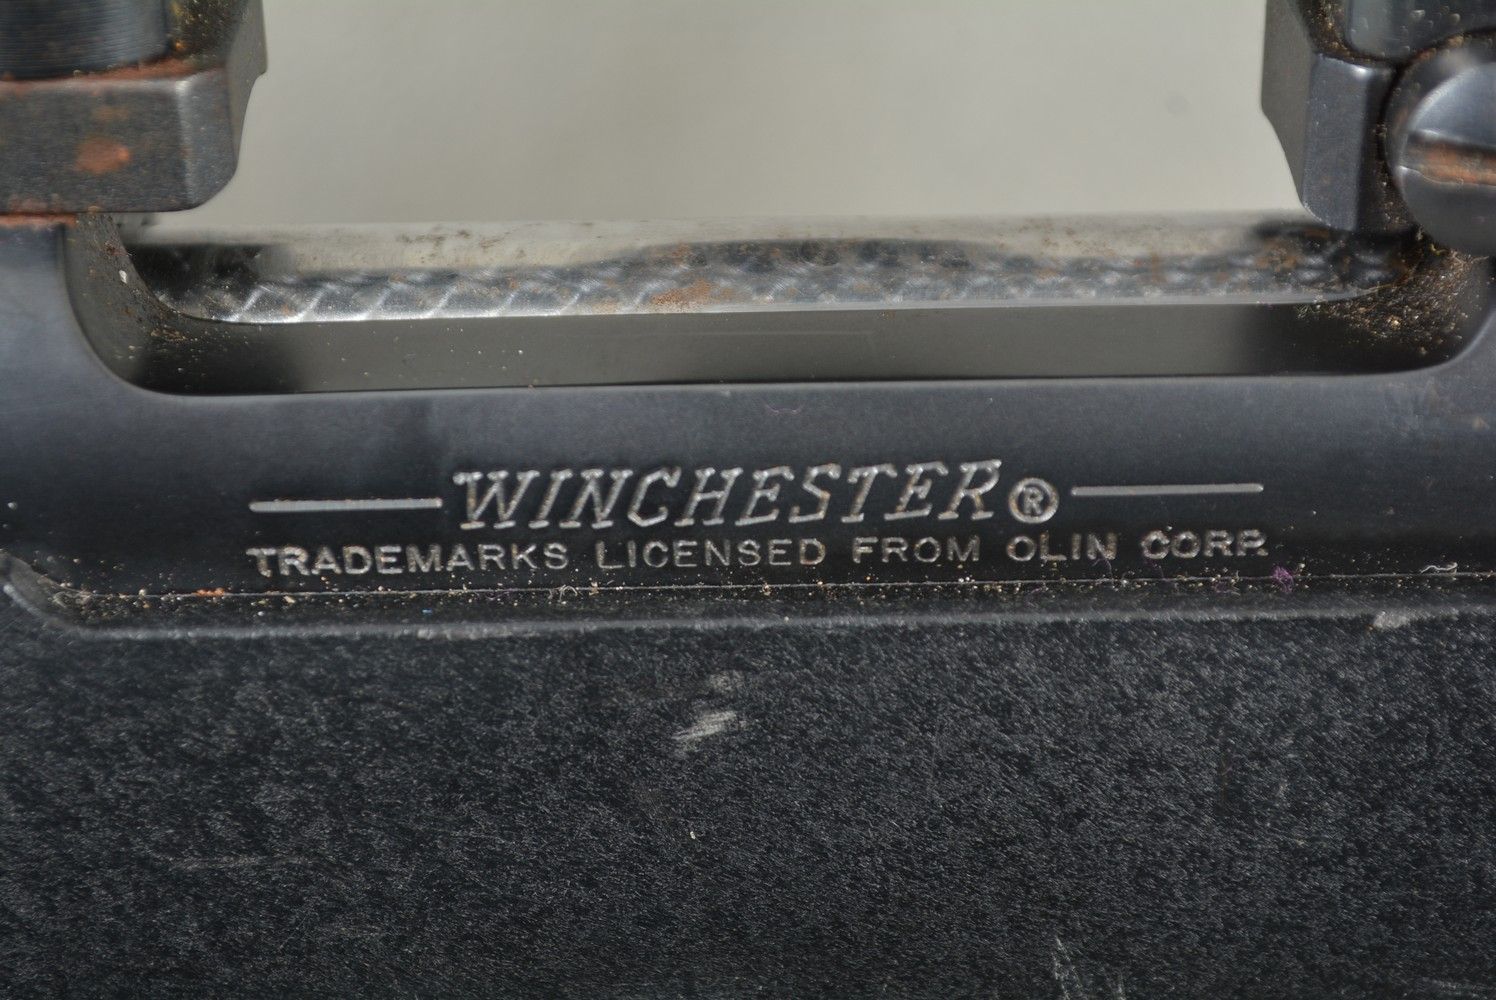 WINCHESTER®
TRADEMARKS LICENSED FROM OLIN CORP.